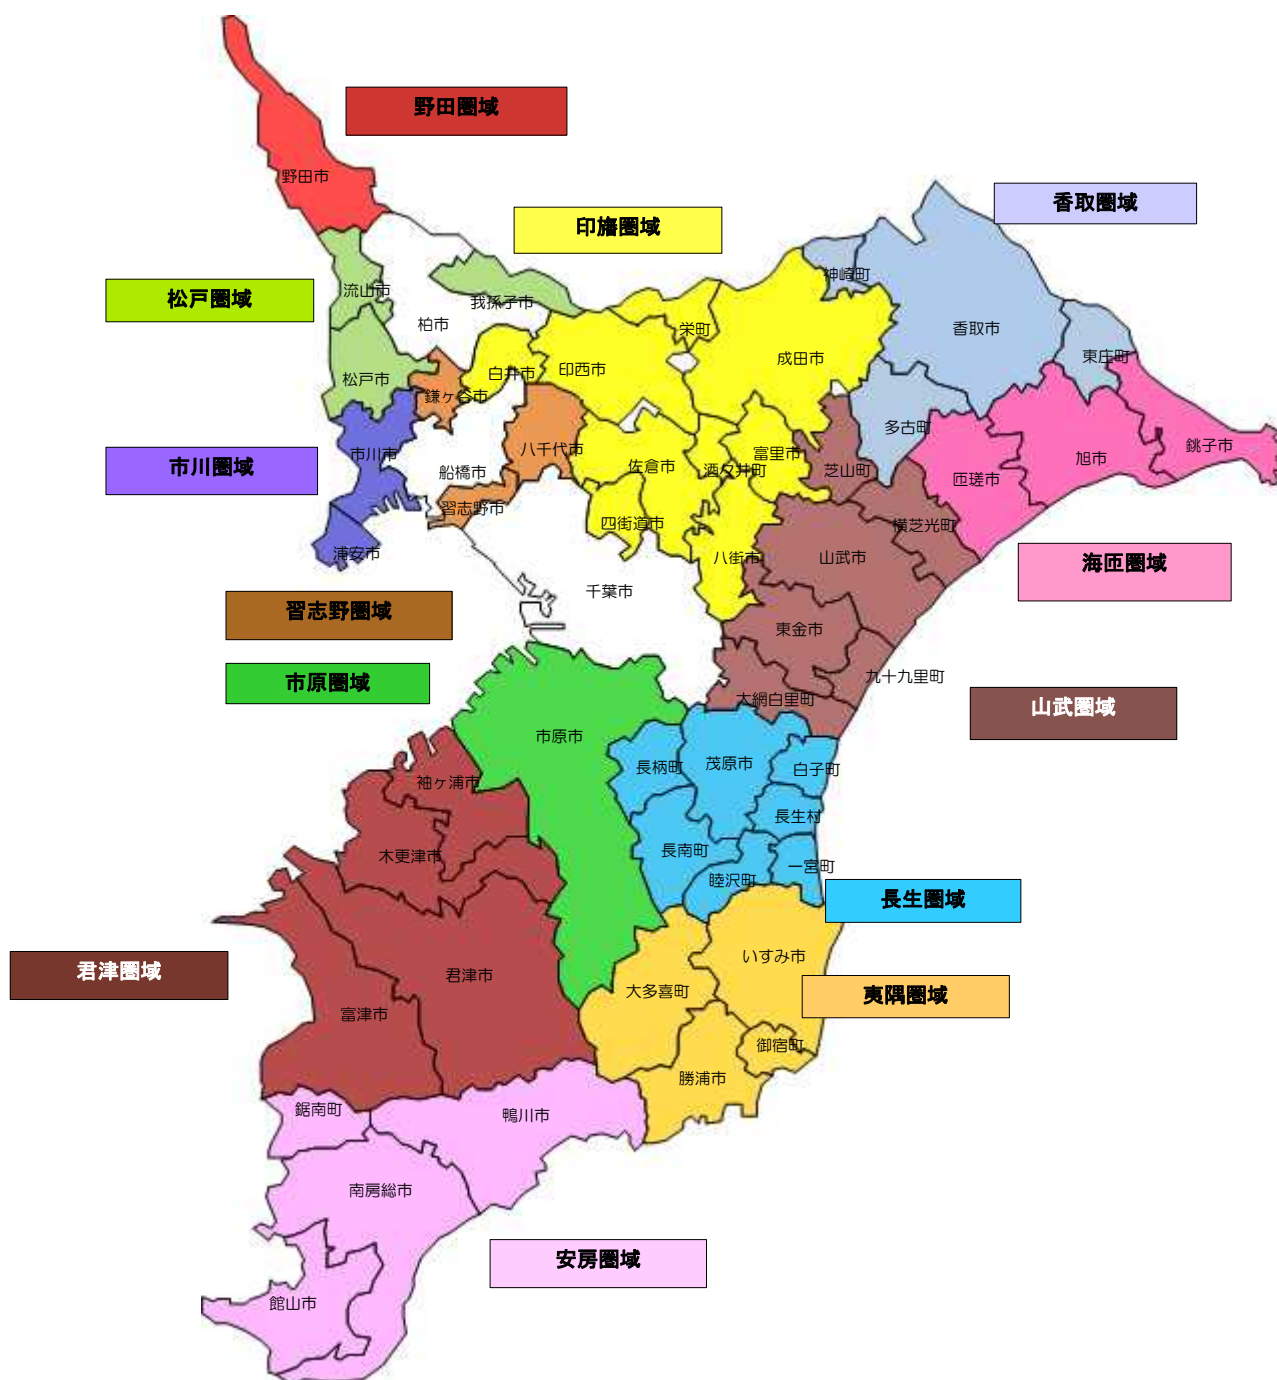 野田圏域
野田市
香取圏域
印旛圏域
神崎町
松戸圏域
流山市
我孫子市
柏市
栄町
香取市
東庄町
成田市
松戸市
白井市
印西市
鎌ヶ谷市
多古町
銚子市
市川圏域
市川市
船橋市
八千代市
佐倉市
酒々井町
富里市
芝山町
匝瑳市
旭市
習志野市
四街道市
横芝光町
浦安市
八街市
山武市
海匝圏域
千葉市
習志野圏域
東金市
市原圏域
九十九里町
大網白里町
山武圏域
市原市
長柄町
茂原市
白子町
袖ヶ浦市
長生村
木更津市
長南町
睦沢町
一宮町
長生圏域
君津圏域
君津市
いすみ市
大多喜町
夷隅圏域
富津市
御宿町
勝浦市
鋸南町
鴨川市
南房総市
安房圏域
館山市